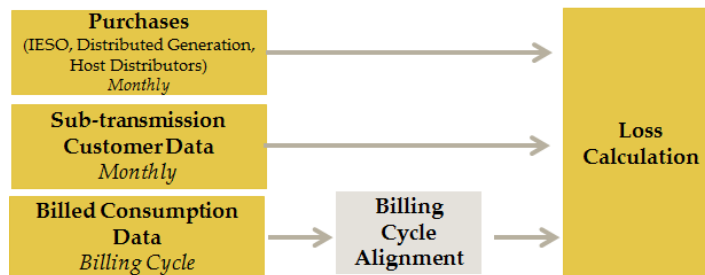 Purchases
(IESO, Distributed Generation,
Host Distributors)
Monthly
Sub-transmission
Customer Data
Monthly
Billed Consumption
Data
Billing Cycle
Billing
Cycle
Alignment
Loss
Calculation